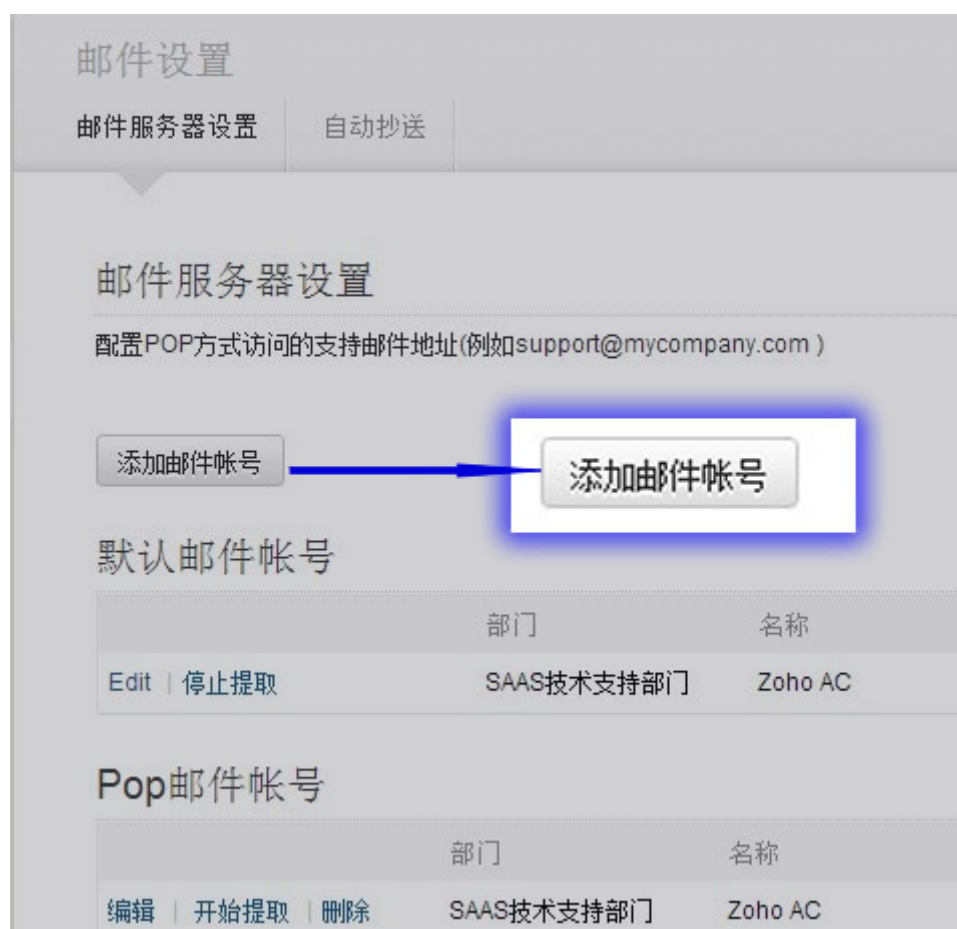 邮件设置
邮件服务器设置 自动抄送
邮件服务器设置
配置POP方式访问的支持邮件地址(例如support@mycompany.com )
添加邮件帐号 添加邮件帐号
默认邮件帐号
部门 名称
Edit | 停止提取 SAAS技术支持部门 Zoho AC
Pop邮件帐号
部门 名称
编辑 | 开始提取 | 删除 SAAS技术支持部门 Zoho AC